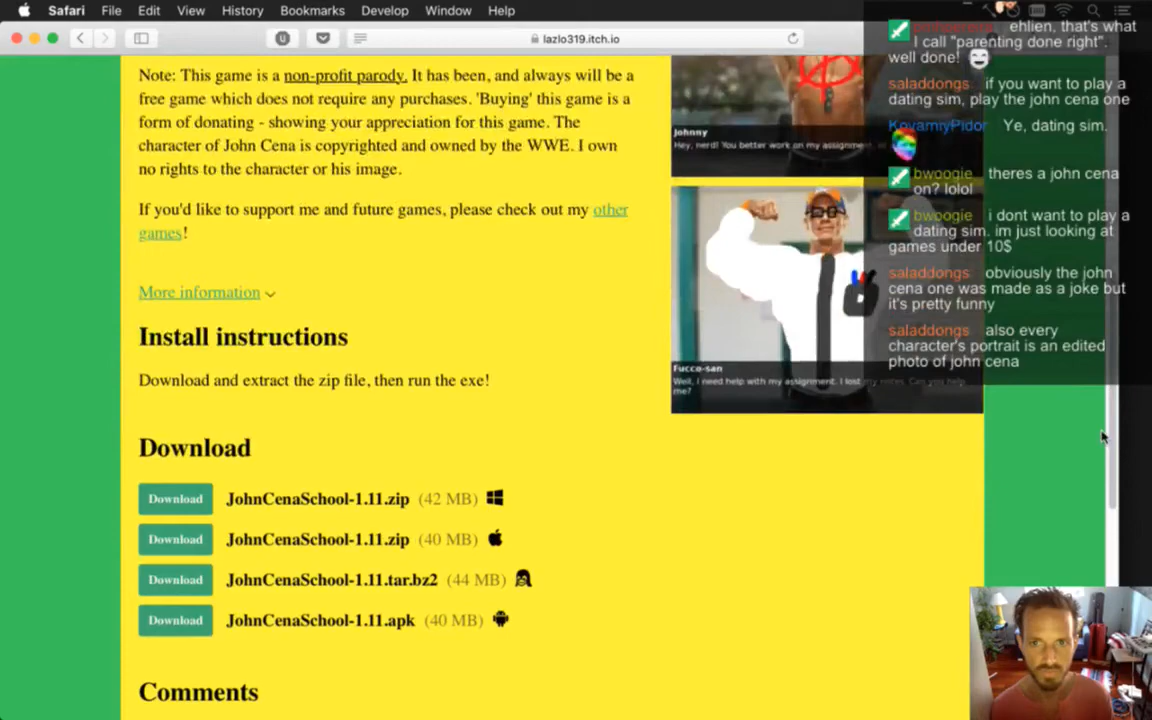 Safari File Edit View History Bookmarks Develop Window Help
lazlo319.itch.io
Note: This game is a non-profit parody. It has been, and always will be a
free game which does not require any purchases. 'Buying' this game is a
form of donating - showing your appreciation for this game. The
character of John Cena is copyrighted and owned by the WWE. I own
no rights to the character or his image.
If you'd like to support me and future games, please check out my other
games!
More information
Install instructions
Download and extract the zip file, then run the exe!
Download
Download JohnCenaSchool-1.11.zip (42 MB)
Download JohnCenaSchool-1.11.zip (40 MB)
Download JohnCenaSchool-1.11.tar.bz2 (44 MB)
Download JohnCenaSchool-1.11.apk (40 MB)
Comments
Johnny
Hey, nerd! You better work on my assignment,
Fucco-san
Well, I need help with my assignment. I lost my notes. Can you help
me?
ehlien, that's what
I call "parenting done right".
well done!
saladdongs if you want to play a
dating sim, play the john cena one
KovamryPidor Ye, dating sim.
bwoogie theres a john cena
on? lolol
bwoogie i dont want to play a
dating sim. im just looking at
games under 10$
saladdongs obviously the john
cena one was made as a joke but
it's pretty funny
saladdongs also every
character's portrait is an edited
photo of john cena